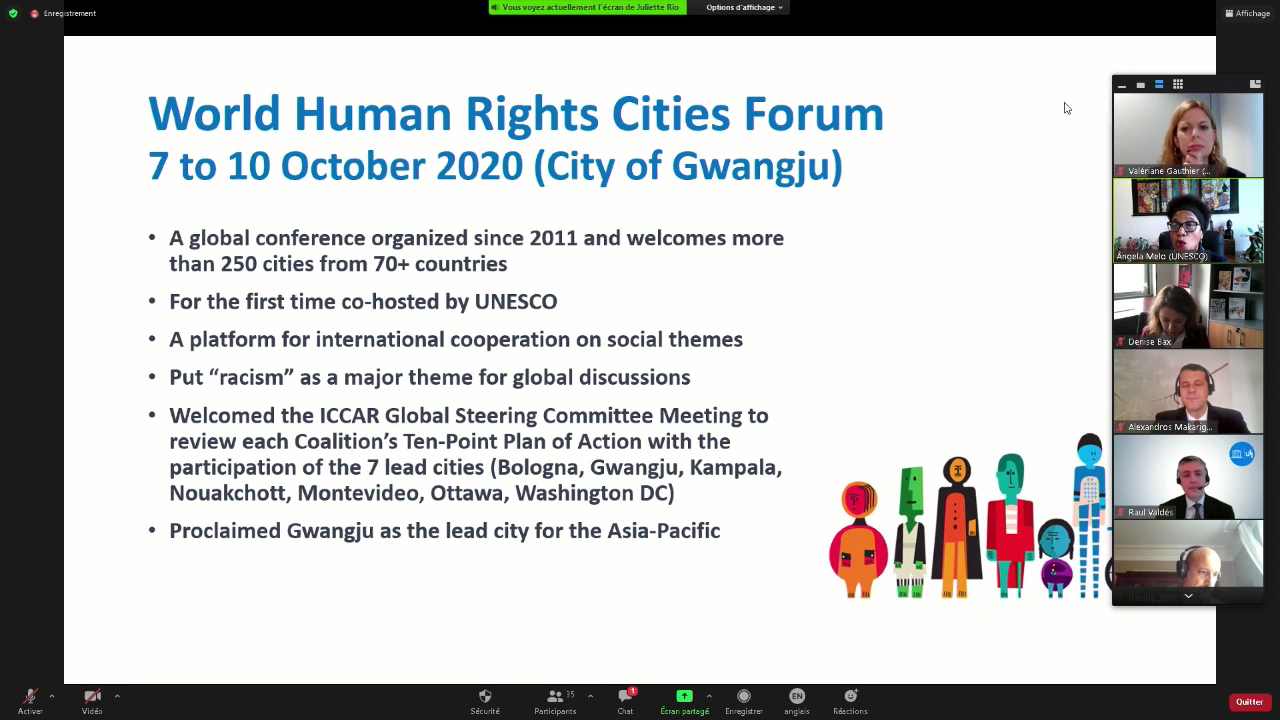 Enregistrement
Vous voyez actuellement l'écran de Juliette Rio
Options d'affichage
Affichage
World Human Rights Cities Forum
7 to 10 October 2020 (City of Gwangju)
• A global conference organized since 2011 and welcomes more
than 250 cities from 70+ countries
• For the first time co-hosted by UNESCO
• A platform for international cooperation on social themes
• Put “racism” as a major theme for global discussions
• Welcomed the ICCAR Global Steering Committee Meeting to
review each Coalition’s Ten-Point Plan of Action with the
participation of the 7 lead cities (Bologna, Gwangju, Kampala,
Nouakchott, Montevideo, Ottawa, Washington DC)
• Proclaimed Gwangju as the lead city for the Asia-Pacific
Valériane Gauthier (...
Ángela Melo (UNESCO)
Denise Bax
Alexandros Makarig...
Raul Valdés
Activer
Vidéo
Sécurité
Participants
35
Chat
1
Écran partagé
Enregistrer
EN
anglais
Réactions
Quitter